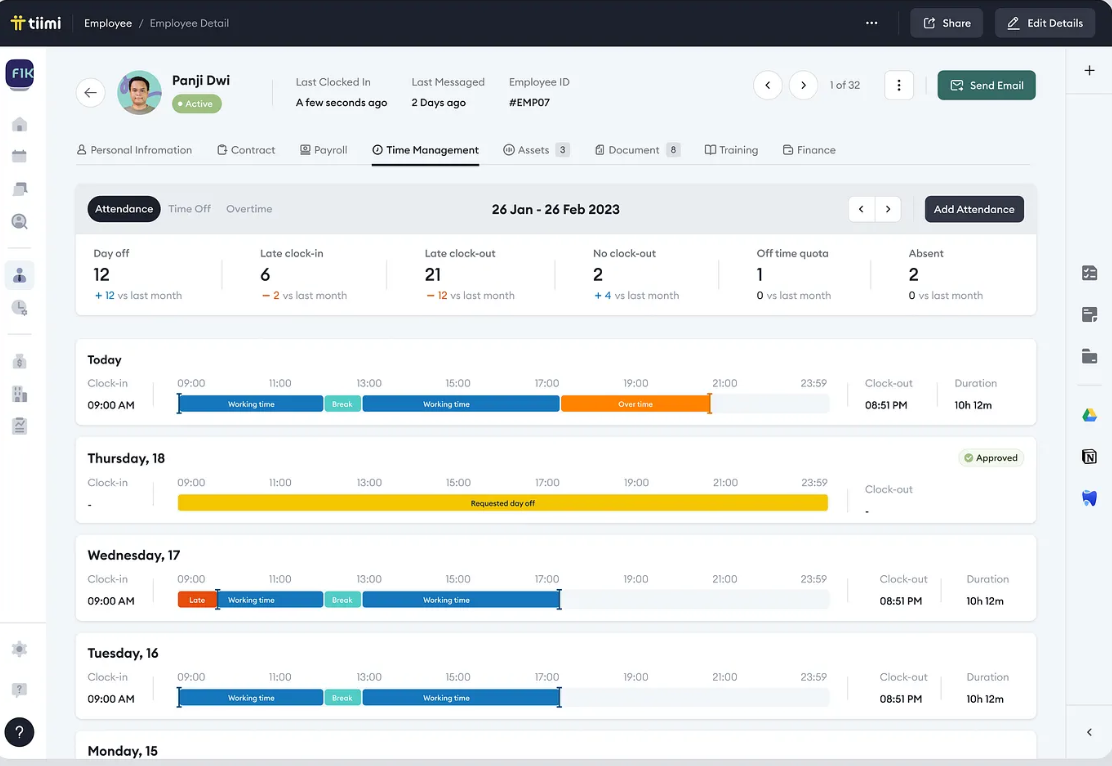 tiimi Employee / Employee Detail ... Share Edit Details
F1K
Panji Dwi
Active
Last Clocked In
A few seconds ago
Last Messaged
2 Days ago
Employee ID
#EMP07
1 of 32
Send Email
Personal Infromation Contract Payroll Time Management Assets 3 Document 8 Training Finance
Attendance Time Off Overtime
26 Jan - 26 Feb 2023
Add Attendance
Day off
12
+ 12 vs last month
Late clock-in
6
– 2 vs last month
Late clock-out
21
– 12 vs last month
No clock-out
2
+ 4 vs last month
Off time quota
1
0 vs last month
Absent
2
0 vs last month
Today
Clock-in
09:00 AM
09:00 11:00 13:00 15:00 17:00 19:00 21:00 23:59
Working time Break Working time Over time
Clock-out
08:51 PM
Duration
10h 12m
Thursday, 18
Approved
Clock-in
-
09:00 11:00 13:00 15:00 17:00 19:00 21:00 23:59
Requested day off
Clock-out
-
Wednesday, 17
Clock-in
09:00 AM
09:00 11:00 13:00 15:00 17:00 19:00 21:00 23:59
Late Working time Break Working time
Clock-out
08:51 PM
Duration
10h 12m
Tuesday, 16
Clock-in
09:00 AM
09:00 11:00 13:00 15:00 17:00 19:00 21:00 23:59
Working time Break Working time
Clock-out
08:51 PM
Duration
10h 12m
Monday, 15
?